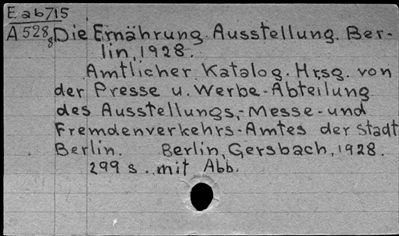 E ab 715
A 5288 Die Ernährung. Ausstellung. Ber-
lin, 1928.
Amtlicher Katalog. Hrsg. von
der Presse u. Werbe-Abteilung
des Ausstellungs,- Messe- und
Fremdenverkehrs-Amtes der Stadt
Berlin. Berlin, Gersbach, 1928.
299 s. mit Abb.